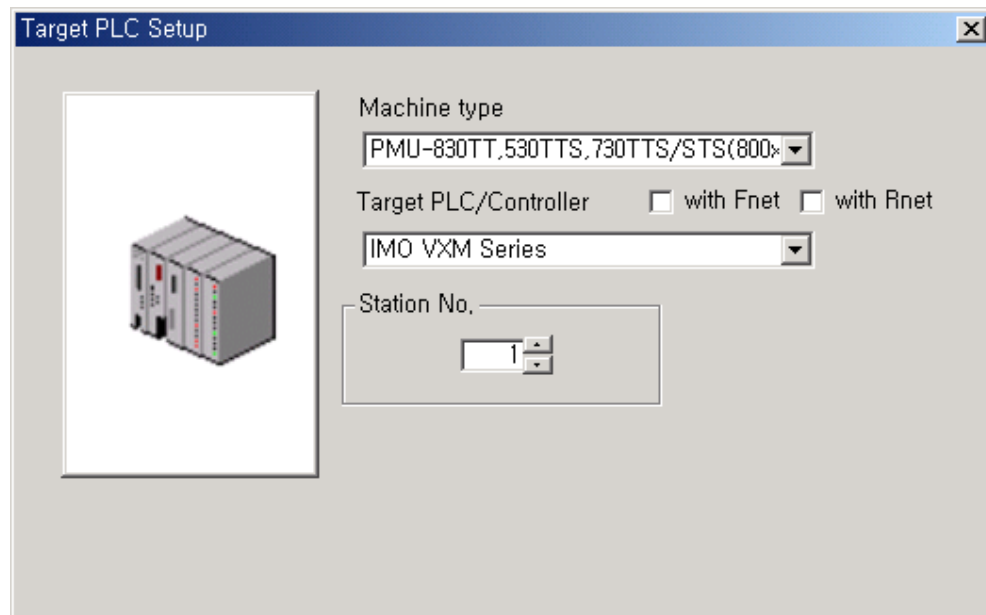 Target PLC Setup
Machine type
PMU-830TT,530TTS,730TTS/STS(800x
Target PLC/Controller with Fnet with Rnet
IMO VXM Series
Station No.
1